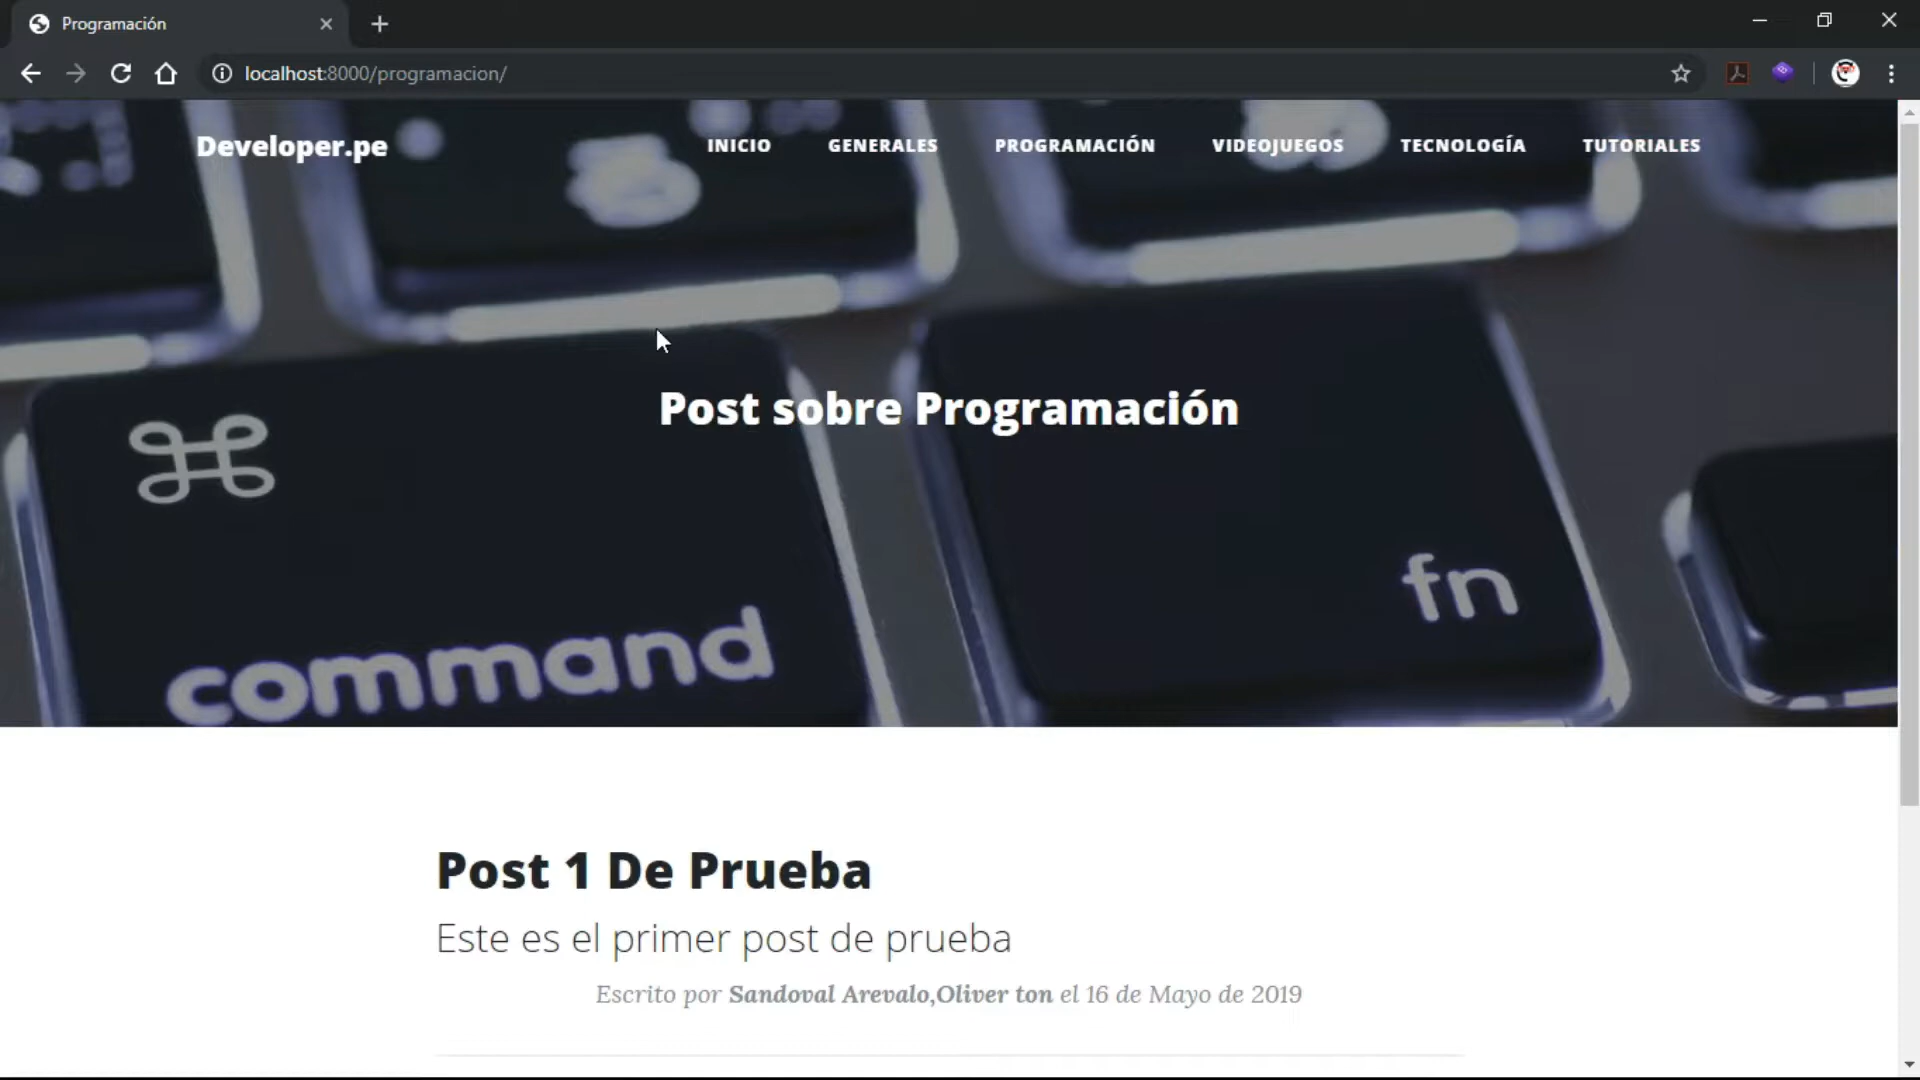 Programación
localhost:8000/programacion/
Developer.pe
INICIO
GENERALES
PROGRAMACIÓN
VIDEOJUEGOS
TECNOLOGÍA
TUTORIALES
Post sobre Programación
⌘
command
fn
Post 1 De Prueba
Este es el primer post de prueba
Escrito por Sandoval Arevalo,Oliver ton el 16 de Mayo de 2019